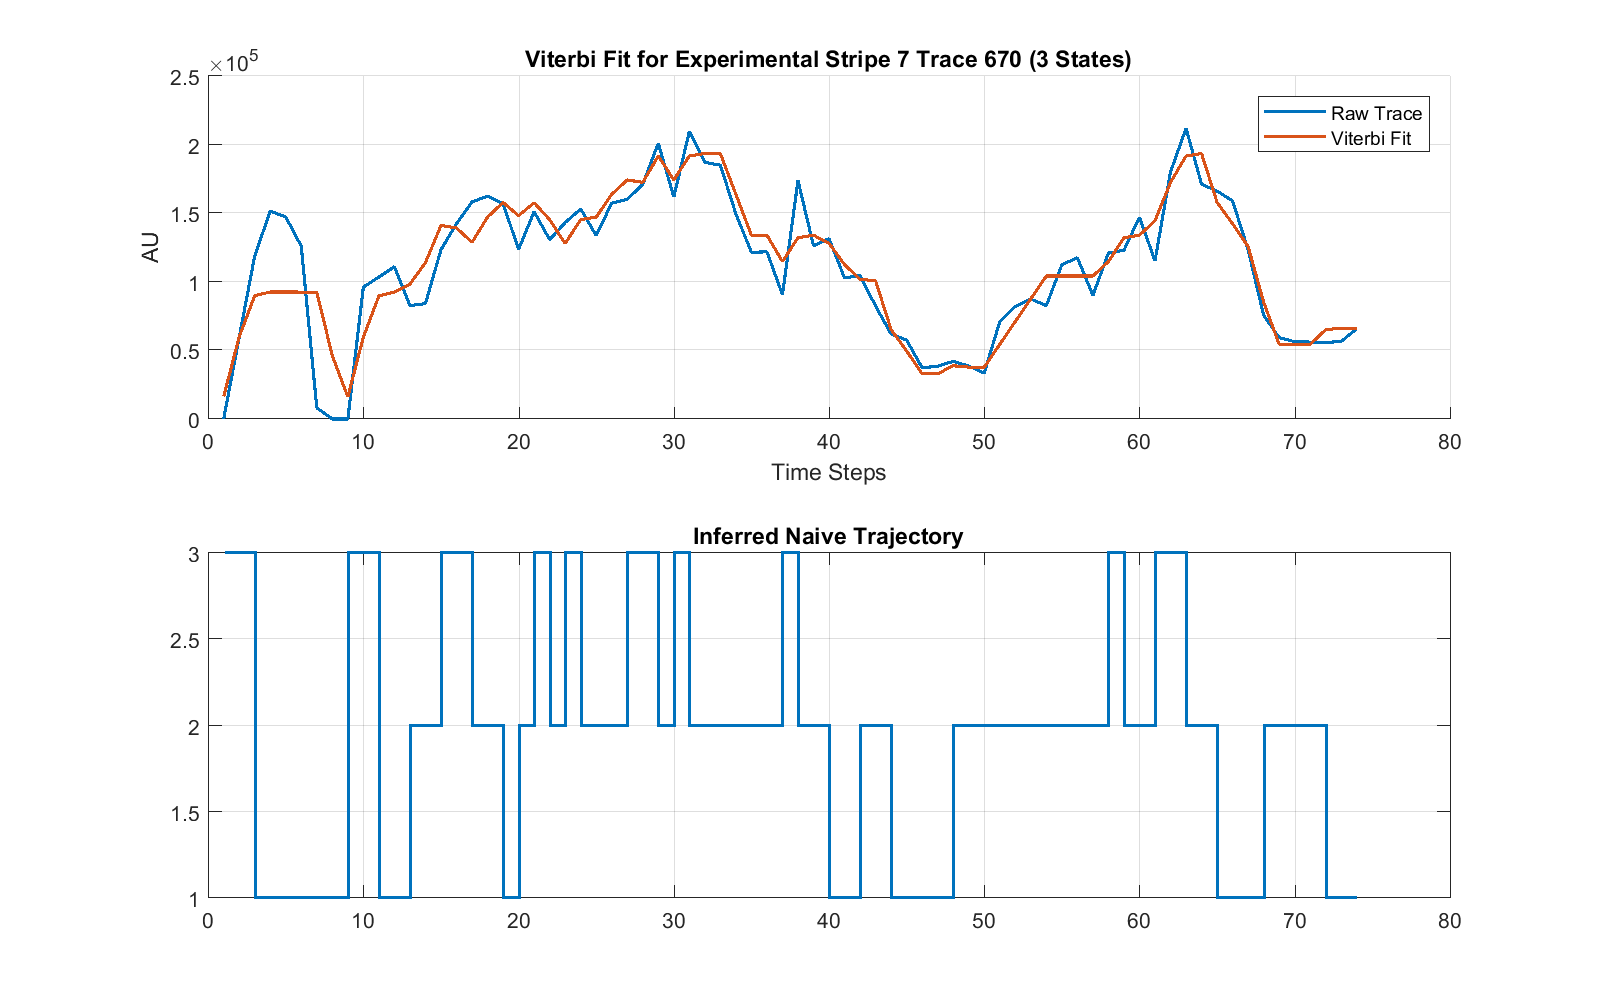 Viterbi Fit for Experimental Stripe 7 Trace 670 (3 States)
×10^5
2.5
2
1.5
1
0.5
0
AU
Raw Trace
Viterbi Fit
0 10 20 30 40 50 60 70 80
Time Steps
Inferred Naive Trajectory
3
2.5
2
1.5
1
0 10 20 30 40 50 60 70 80